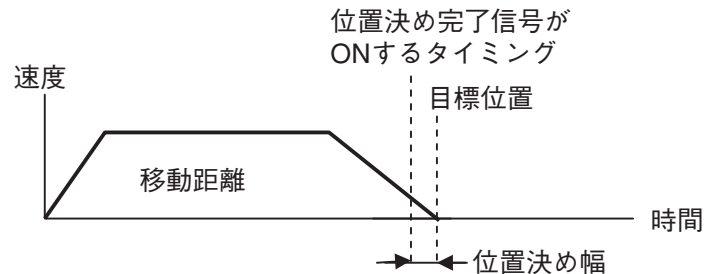 位置決め完了信号が
ONするタイミング
速度
目標位置
移動距離
時間
位置決め幅